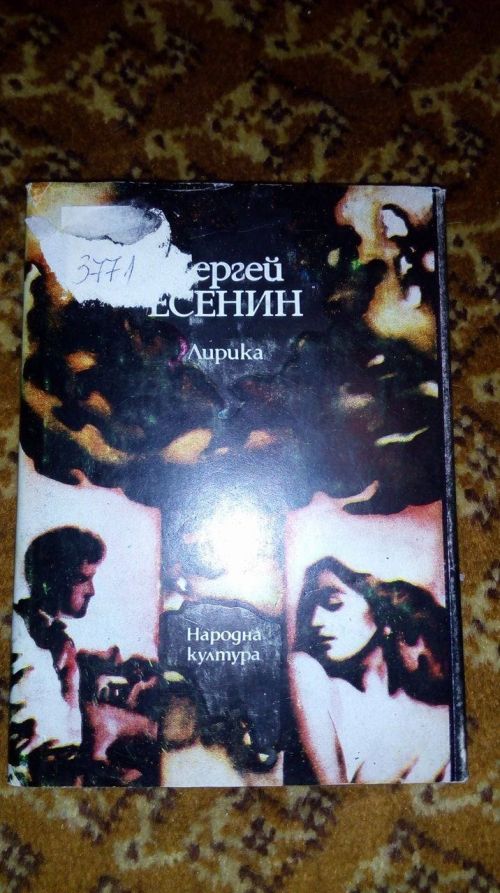 3771
ергей
ЕСЕНИН
Лирика
Народна
култура